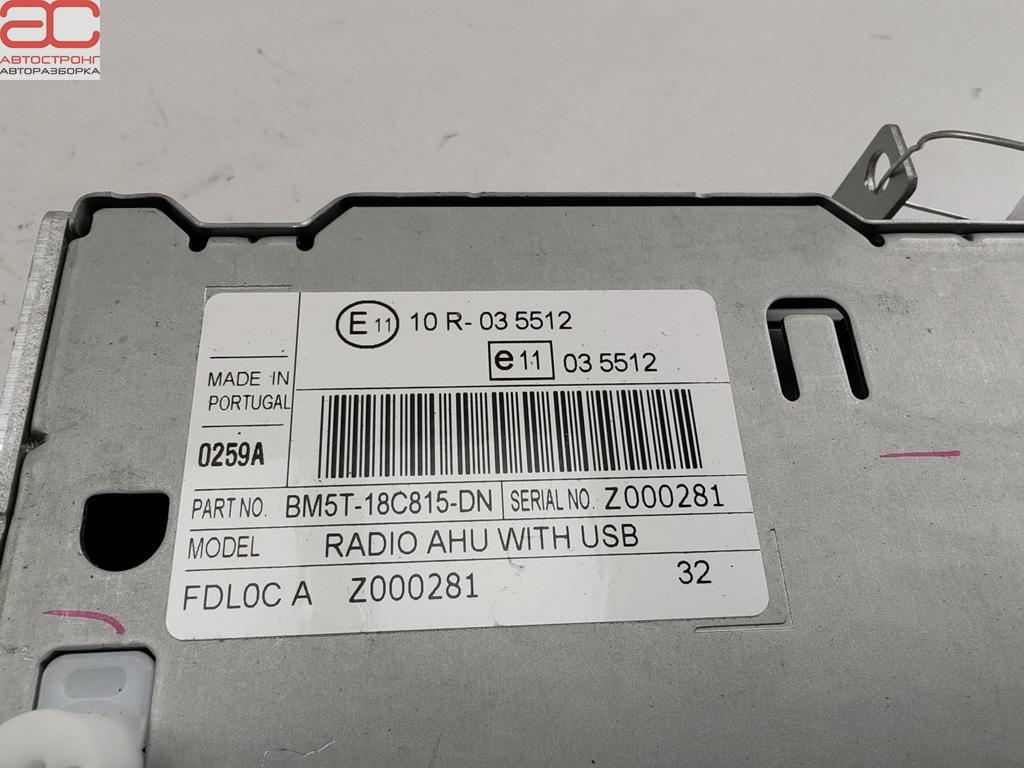 АС
АВТОСТРОНГ
АВТОРАЗБОРКА
E11 10 R- 03 5512
e11 03 5512
MADE IN
PORTUGAL
0259A
PART NO. BM5T-18C815-DN SERIAL NO. Z000281
MODEL RADIO AHU WITH USB
FDL0C A Z000281 32